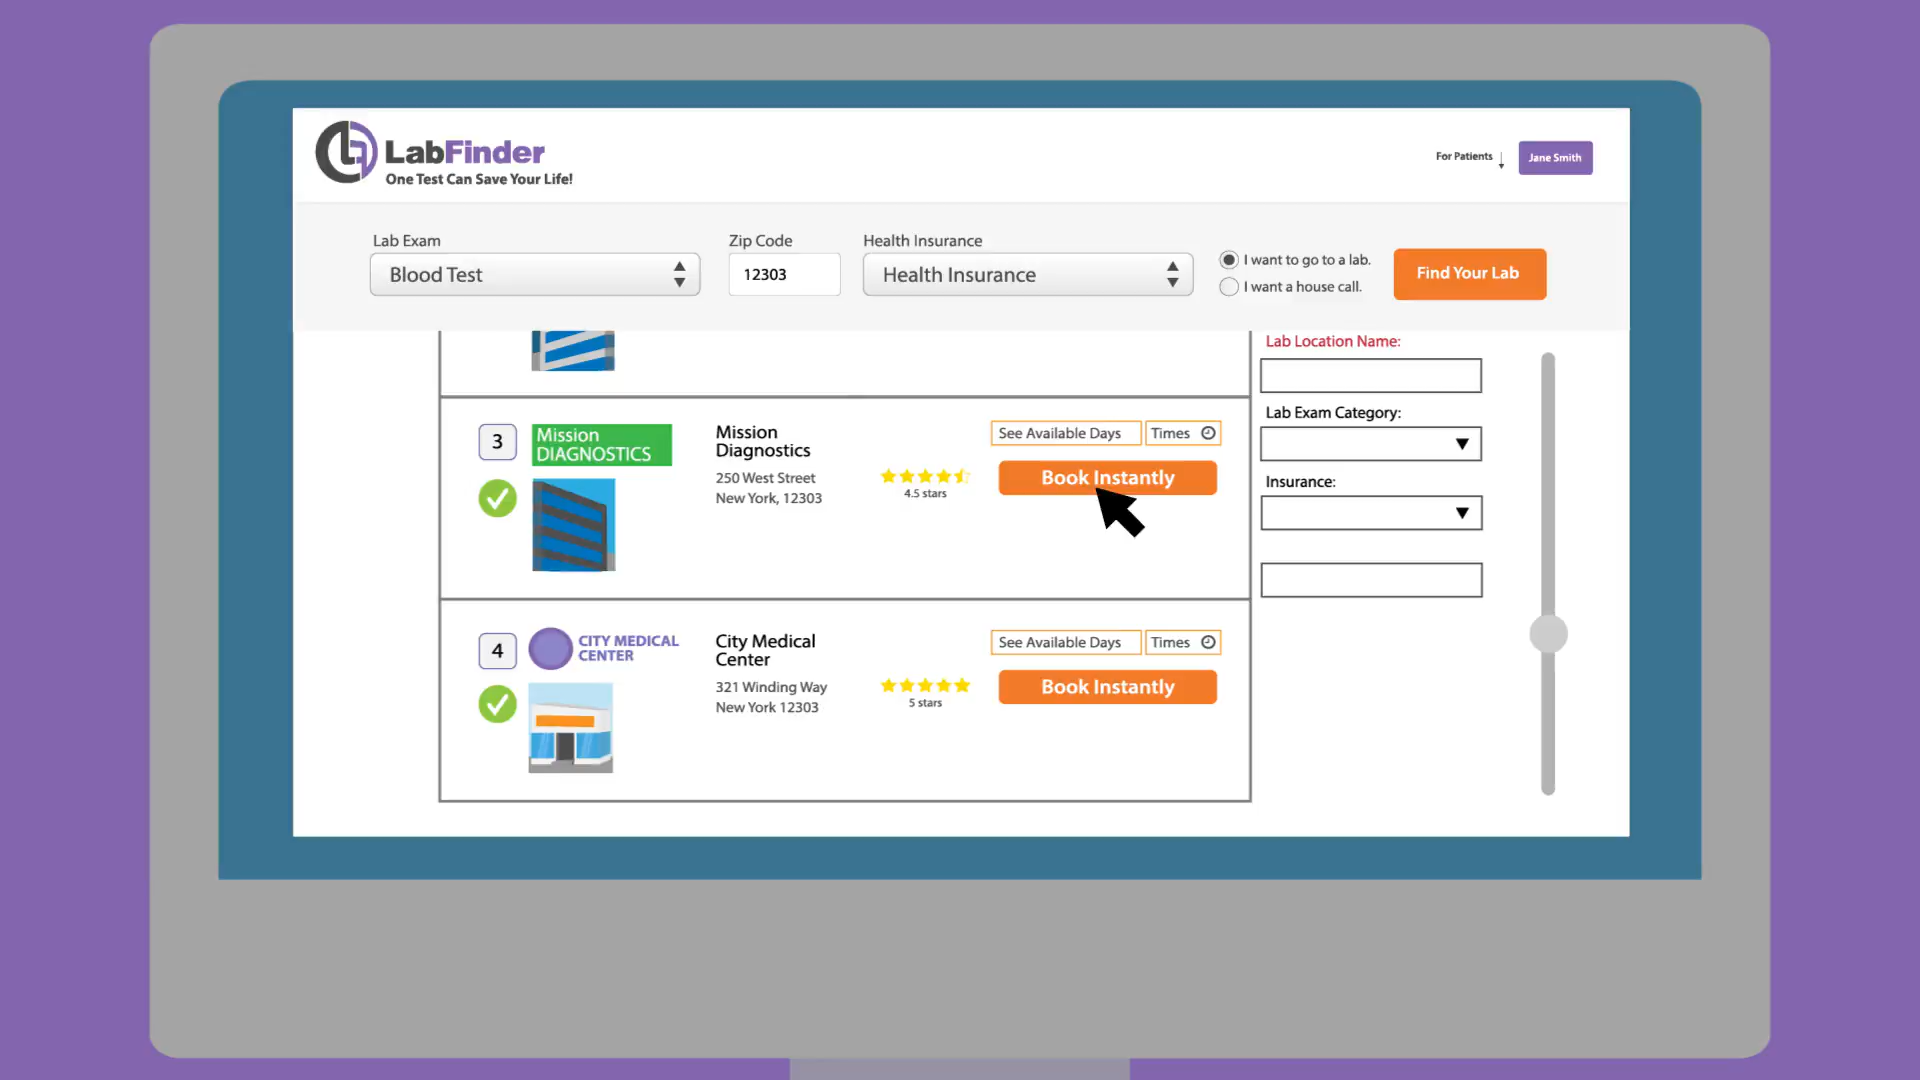 LabFinder
One Test Can Save Your Life!
For Patients
Jane Smith
Lab Exam
Blood Test
Zip Code
12303
Health Insurance
Health Insurance
I want to go to a lab.
I want a house call.
Find Your Lab
Lab Location Name:
Lab Exam Category:
Insurance:
3
Mission
DIAGNOSTICS
Mission
Diagnostics
250 West Street
New York, 12303
4.5 stars
See Available Days
Times
Book Instantly
4
CITY MEDICAL
CENTER
City Medical
Center
321 Winding Way
New York 12303
5 stars
See Available Days
Times
Book Instantly